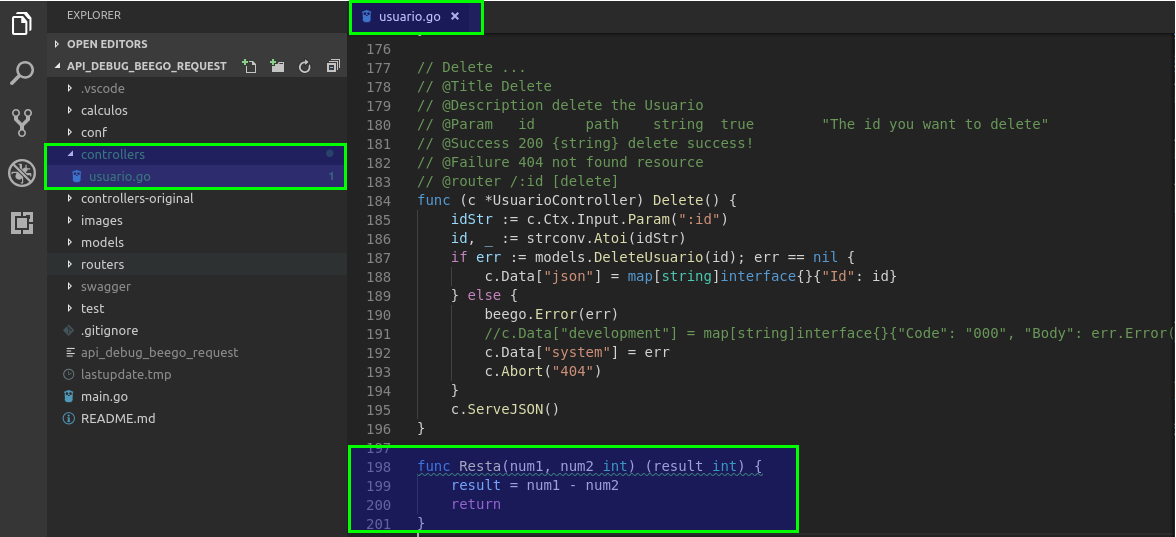 EXPLORER
OPEN EDITORS
API_DEBUG_BEEGO_REQUEST
.vscode
calculos
conf
controllers
usuario.go 1
controllers-original
images
models
routers
swagger
test
.gitignore
api_debug_beego_request
lastupdate.tmp
main.go
README.md
usuario.go ×
176
177 // Delete ...
178 // @Title Delete
179 // @Description delete the Usuario
180 // @Param id path string true "The id you want to delete"
181 // @Success 200 {string} delete success!
182 // @Failure 404 not found resource
183 // @router /:id [delete]
184 func (c *UsuarioController) Delete() {
185 idStr := c.Ctx.Input.Param(":id")
186 id, _ := strconv.Atoi(idStr)
187 if err := models.DeleteUsuario(id); err == nil {
188 c.Data["json"] = map[string]interface{}{"Id": id}
189 } else {
190 beego.Error(err)
191 //c.Data["development"] = map[string]interface{}{"Code": "000", "Body": err.Error(
192 c.Data["system"] = err
193 c.Abort("404")
194 }
195 c.ServeJSON()
196 }
197
198 func Resta(num1, num2 int) (result int) {
199 result = num1 - num2
200 return
201 }